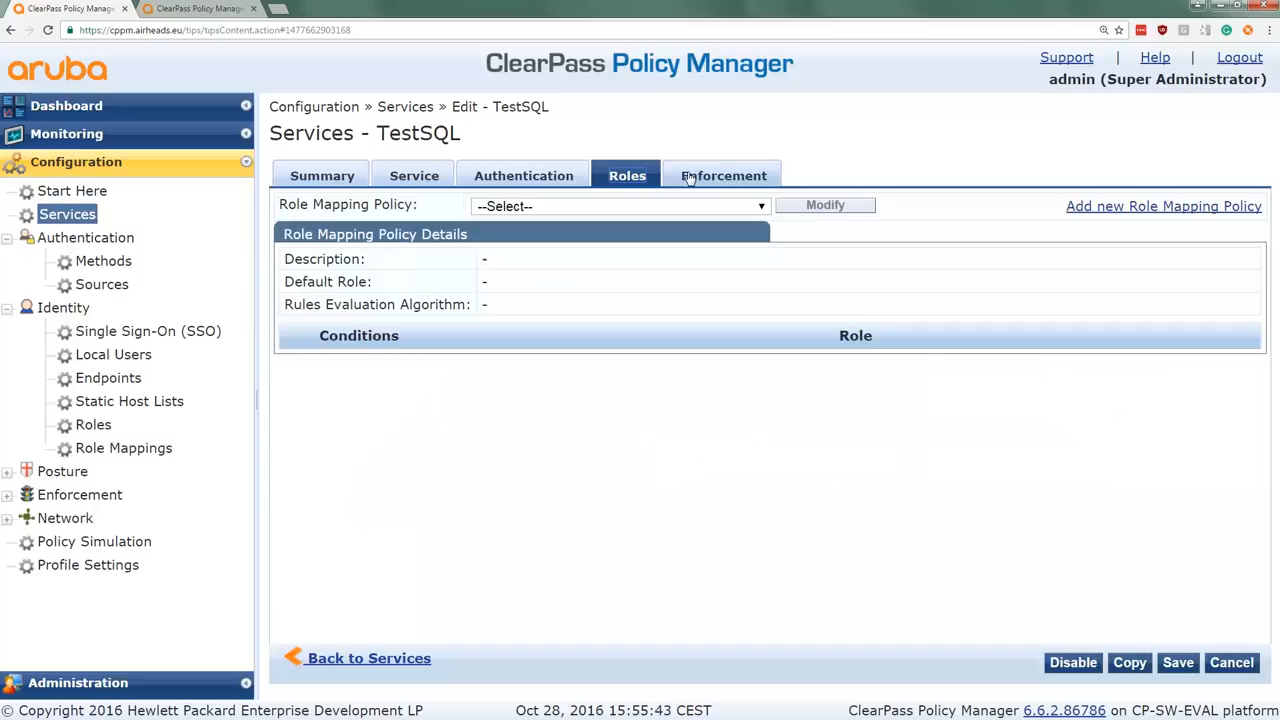 ClearPass Policy Manage
ClearPass Policy Manage
https://cppm.airheads.eu/tips/tipsContent.action#1477662903168
aruba
ClearPass Policy Manager
Support | Help | Logout
admin (Super Administrator)
Dashboard
Monitoring
Configuration
Start Here
Services
Authentication
Methods
Sources
Identity
Single Sign-On (SSO)
Local Users
Endpoints
Static Host Lists
Roles
Role Mappings
Posture
Enforcement
Network
Policy Simulation
Profile Settings
Administration
Configuration » Services » Edit - TestSQL
Services - TestSQL
Summary Service Authentication Roles Enforcement
Role Mapping Policy: --Select-- Modify Add new Role Mapping Policy
Role Mapping Policy Details
Description: -
Default Role: -
Rules Evaluation Algorithm: -
Conditions Role
Back to Services Disable Copy Save Cancel
© Copyright 2016 Hewlett Packard Enterprise Development LP Oct 28, 2016 15:55:43 CEST ClearPass Policy Manager 6.6.2.86786 on CP-SW-EVAL platform